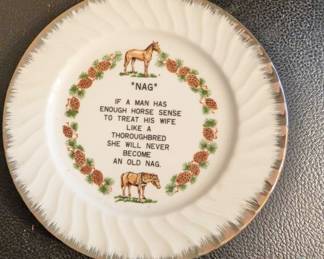 "NAG"
IF A MAN HAS
ENOUGH HORSE SENSE
TO TREAT HIS WIFE
LIKE A
THOROUGHBRED
SHE WILL NEVER
BECOME
AN OLD NAG.